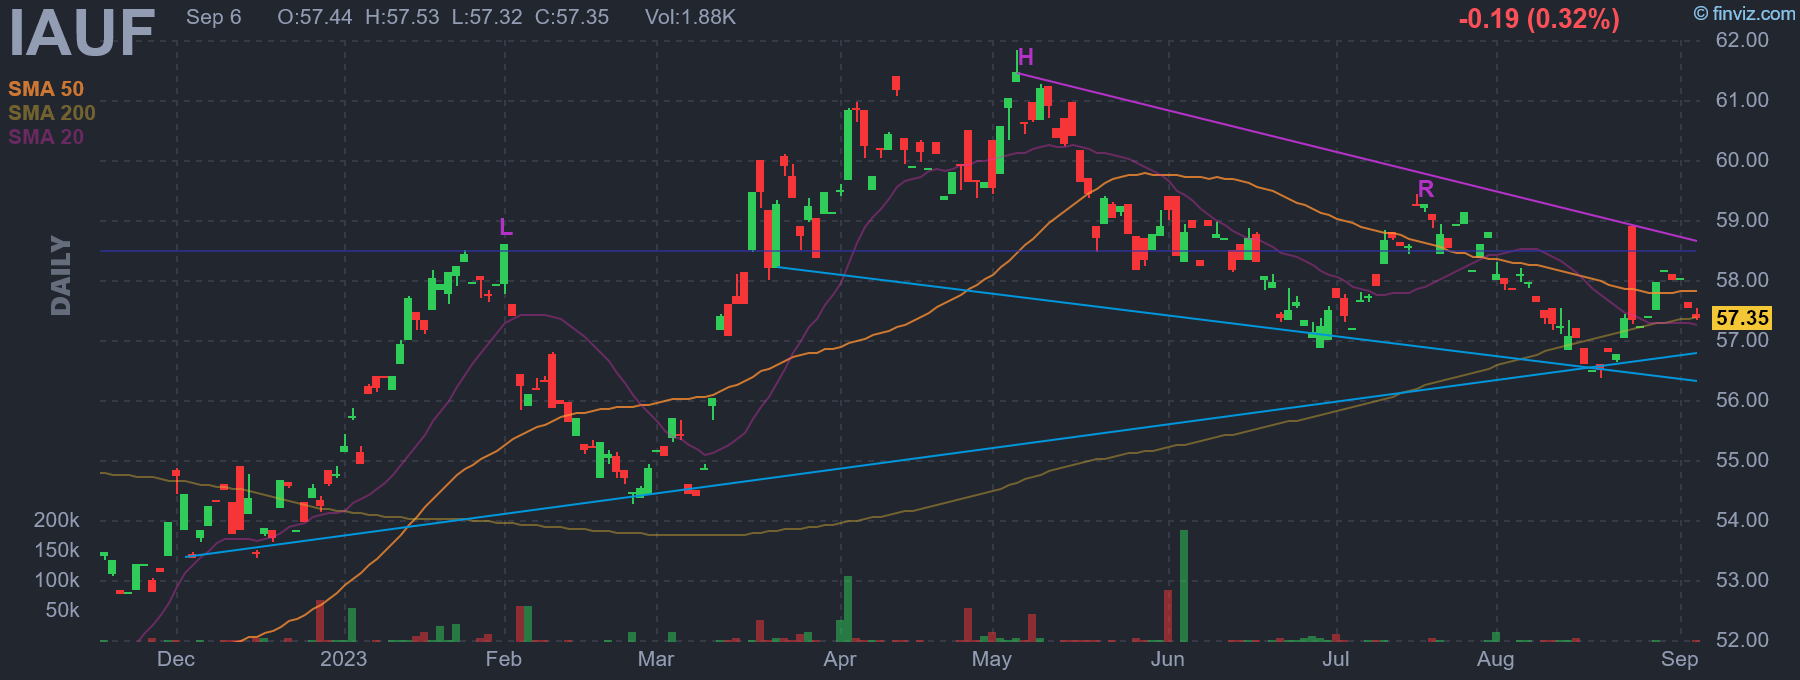 IAUF Sep 6 O:57.44 H:57.53 L:57.32 C:57.35 Vol:1.88K -0.19 (0.32%) © finviz.com
SMA 50
SMA 200
SMA 20
DAILY
L
H
R
62.00
61.00
60.00
59.00
58.00
57.35
57.00
56.00
55.00
54.00
53.00
52.00
200k
150k
100k
50k
Dec 2023 Feb Mar Apr May Jun Jul Aug Sep